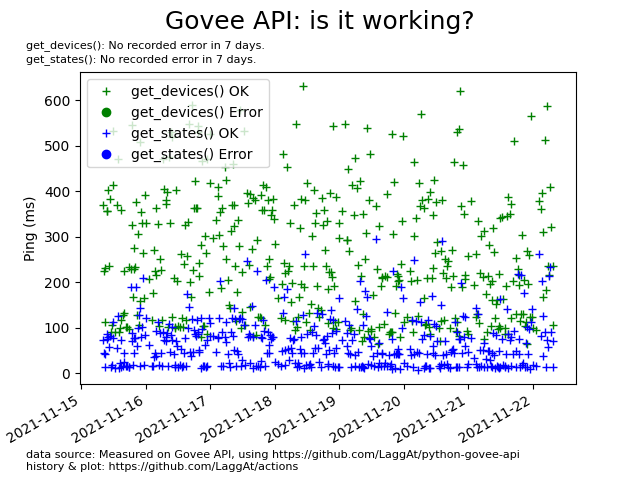 Govee API: is it working?
get_devices(): No recorded error in 7 days.
get_states(): No recorded error in 7 days.
get_devices() OK
get_devices() Error
get_states() OK
get_states() Error
Ping (ms)
600
500
400
300
200
100
0
2021-11-15
2021-11-16
2021-11-17
2021-11-18
2021-11-19
2021-11-20
2021-11-21
2021-11-22
data source: Measured on Govee API, using https://github.com/LaggAt/python-govee-api
history & plot: https://github.com/LaggAt/actions